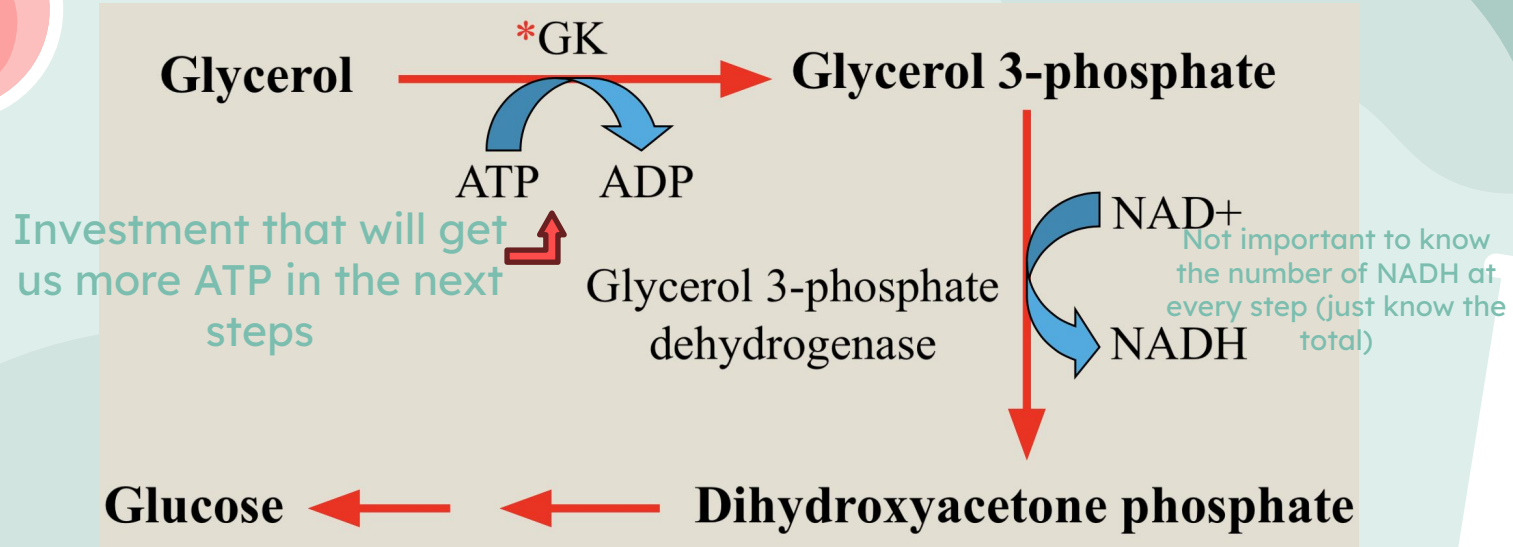 *GK
Glycerol
Glycerol 3-phosphate
ATP
ADP
Investment that will get
us more ATP in the next
steps
NAD+
Not important to know
the number of NADH at
every step (just know the
total)
Glycerol 3-phosphate
dehydrogenase
NADH
Glucose
Dihydroxyacetone phosphate